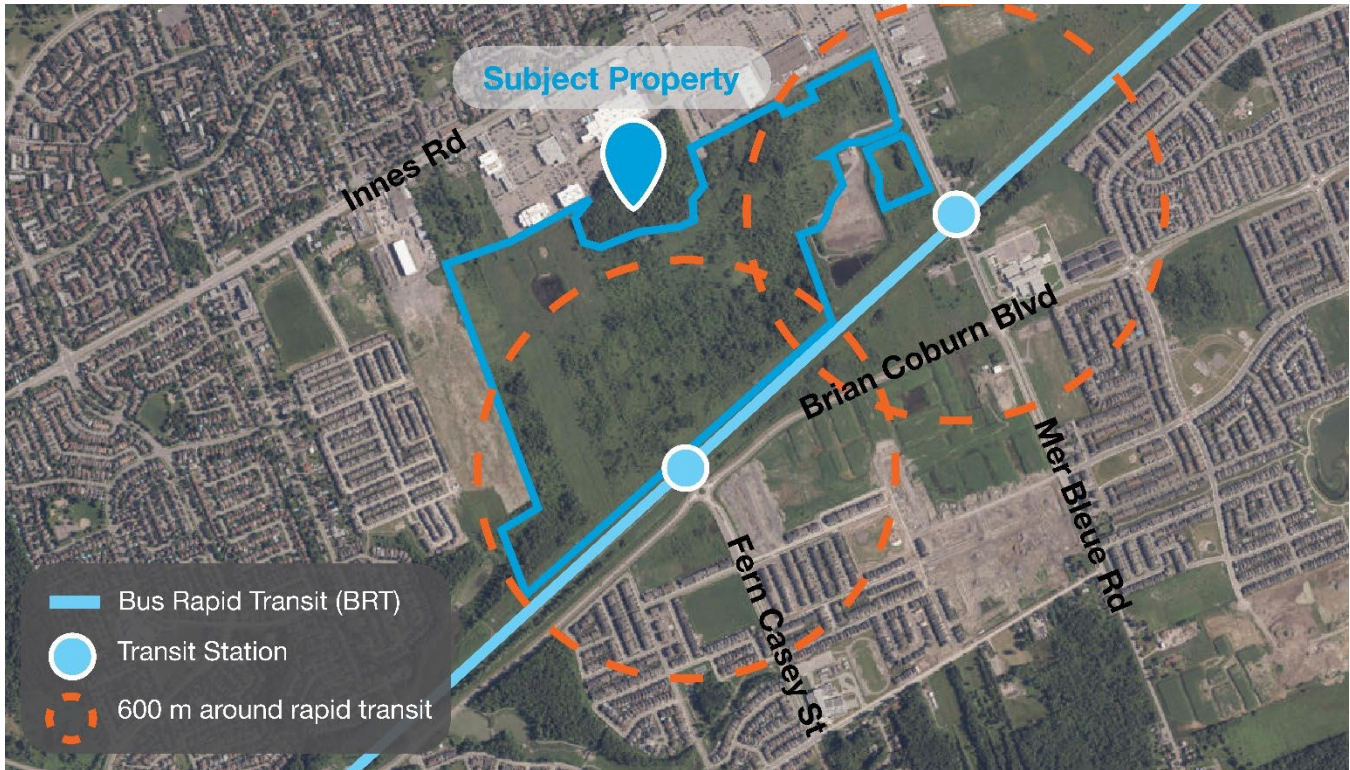 Subject Property
Innes Rd
Brian Coburn Blvd
Mer Bleue Rd
Fern Casey St
Bus Rapid Transit (BRT)
Transit Station
600 m around rapid transit